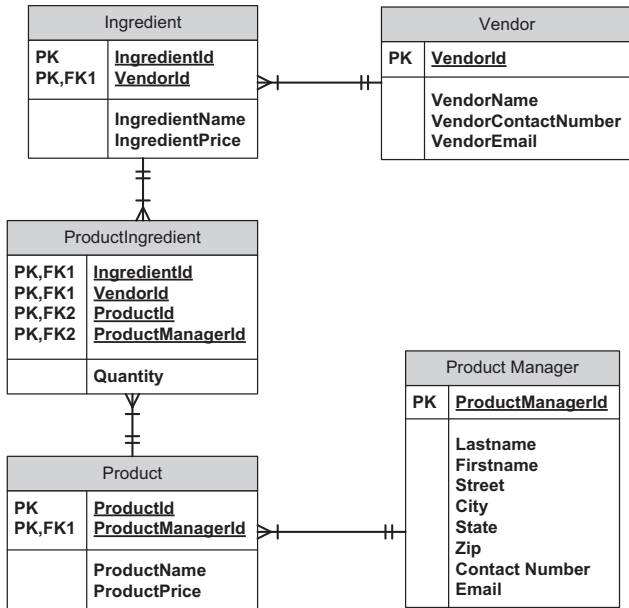 Ingredient
PK IngredientId
PK,FK1 VendorId
IngredientName
IngredientPrice
Vendor
PK VendorId
VendorName
VendorContactNumber
VendorEmail
ProductIngredient
PK,FK1 IngredientId
PK,FK1 VendorId
PK,FK2 ProductId
PK,FK2 ProductManagerId
Quantity
Product Manager
PK ProductManagerId
Lastname
Firstname
Street
City
State
Zip
Contact Number
Email
Product
PK ProductId
PK,FK1 ProductManagerId
ProductName
ProductPrice